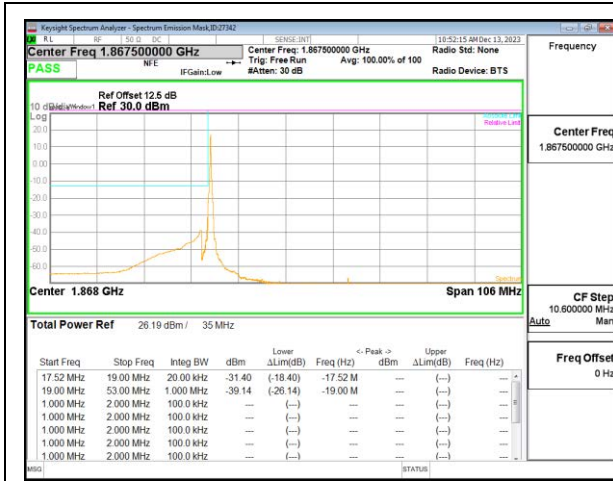 Keysight Spectrum Analyzer - Spectrum Emission Mask,ID:27342
RL RF 50 Ω DC SENSE:INT 10:52:15 AM Dec 13, 2023
Center Freq 1.867500000 GHz Center Freq: 1.867500000 GHz Radio Std: None
NFE Trig: Free Run Avg: 100.00% of 100
PASS IFGain:Low #Atten: 30 dB Radio Device: BTS
Frequency
Ref Offset 12.5 dB
10 dB/div Ref 30.0 dBm
Log
Relative Limit
20.0
10.0
0.00
-10.0
-20.0
-30.0
-40.0
-50.0
-60.0
Spectrum
Center 1.868 GHz Span 106 MHz
Total Power Ref 26.19 dBm / 35 MHz
Lower <- Peak -> Upper
Start Freq Stop Freq Integ BW dBm ΔLim(dB) Freq (Hz) dBm ΔLim(dB) Freq (Hz)
17.52 MHz 19.00 MHz 20.00 kHz -31.40 (-18.40) -17.52 M --- (---) ---
19.00 MHz 53.00 MHz 1.000 MHz -39.14 (-26.14) -19.00 M --- (---) ---
1.000 MHz 2.000 MHz 100.0 kHz --- (---) --- --- (---) ---
1.000 MHz 2.000 MHz 100.0 kHz --- (---) --- --- (---) ---
1.000 MHz 2.000 MHz 100.0 kHz --- (---) --- --- (---) ---
1.000 MHz 2.000 MHz 100.0 kHz --- (---) --- --- (---) ---
1.000 MHz 2.000 MHz 100.0 kHz --- (---) --- --- (---) ---
MSG STATUS
Center Freq
1.867500000 GHz
CF Step
10.600000 MHz
Auto Man
Freq Offset
0 Hz